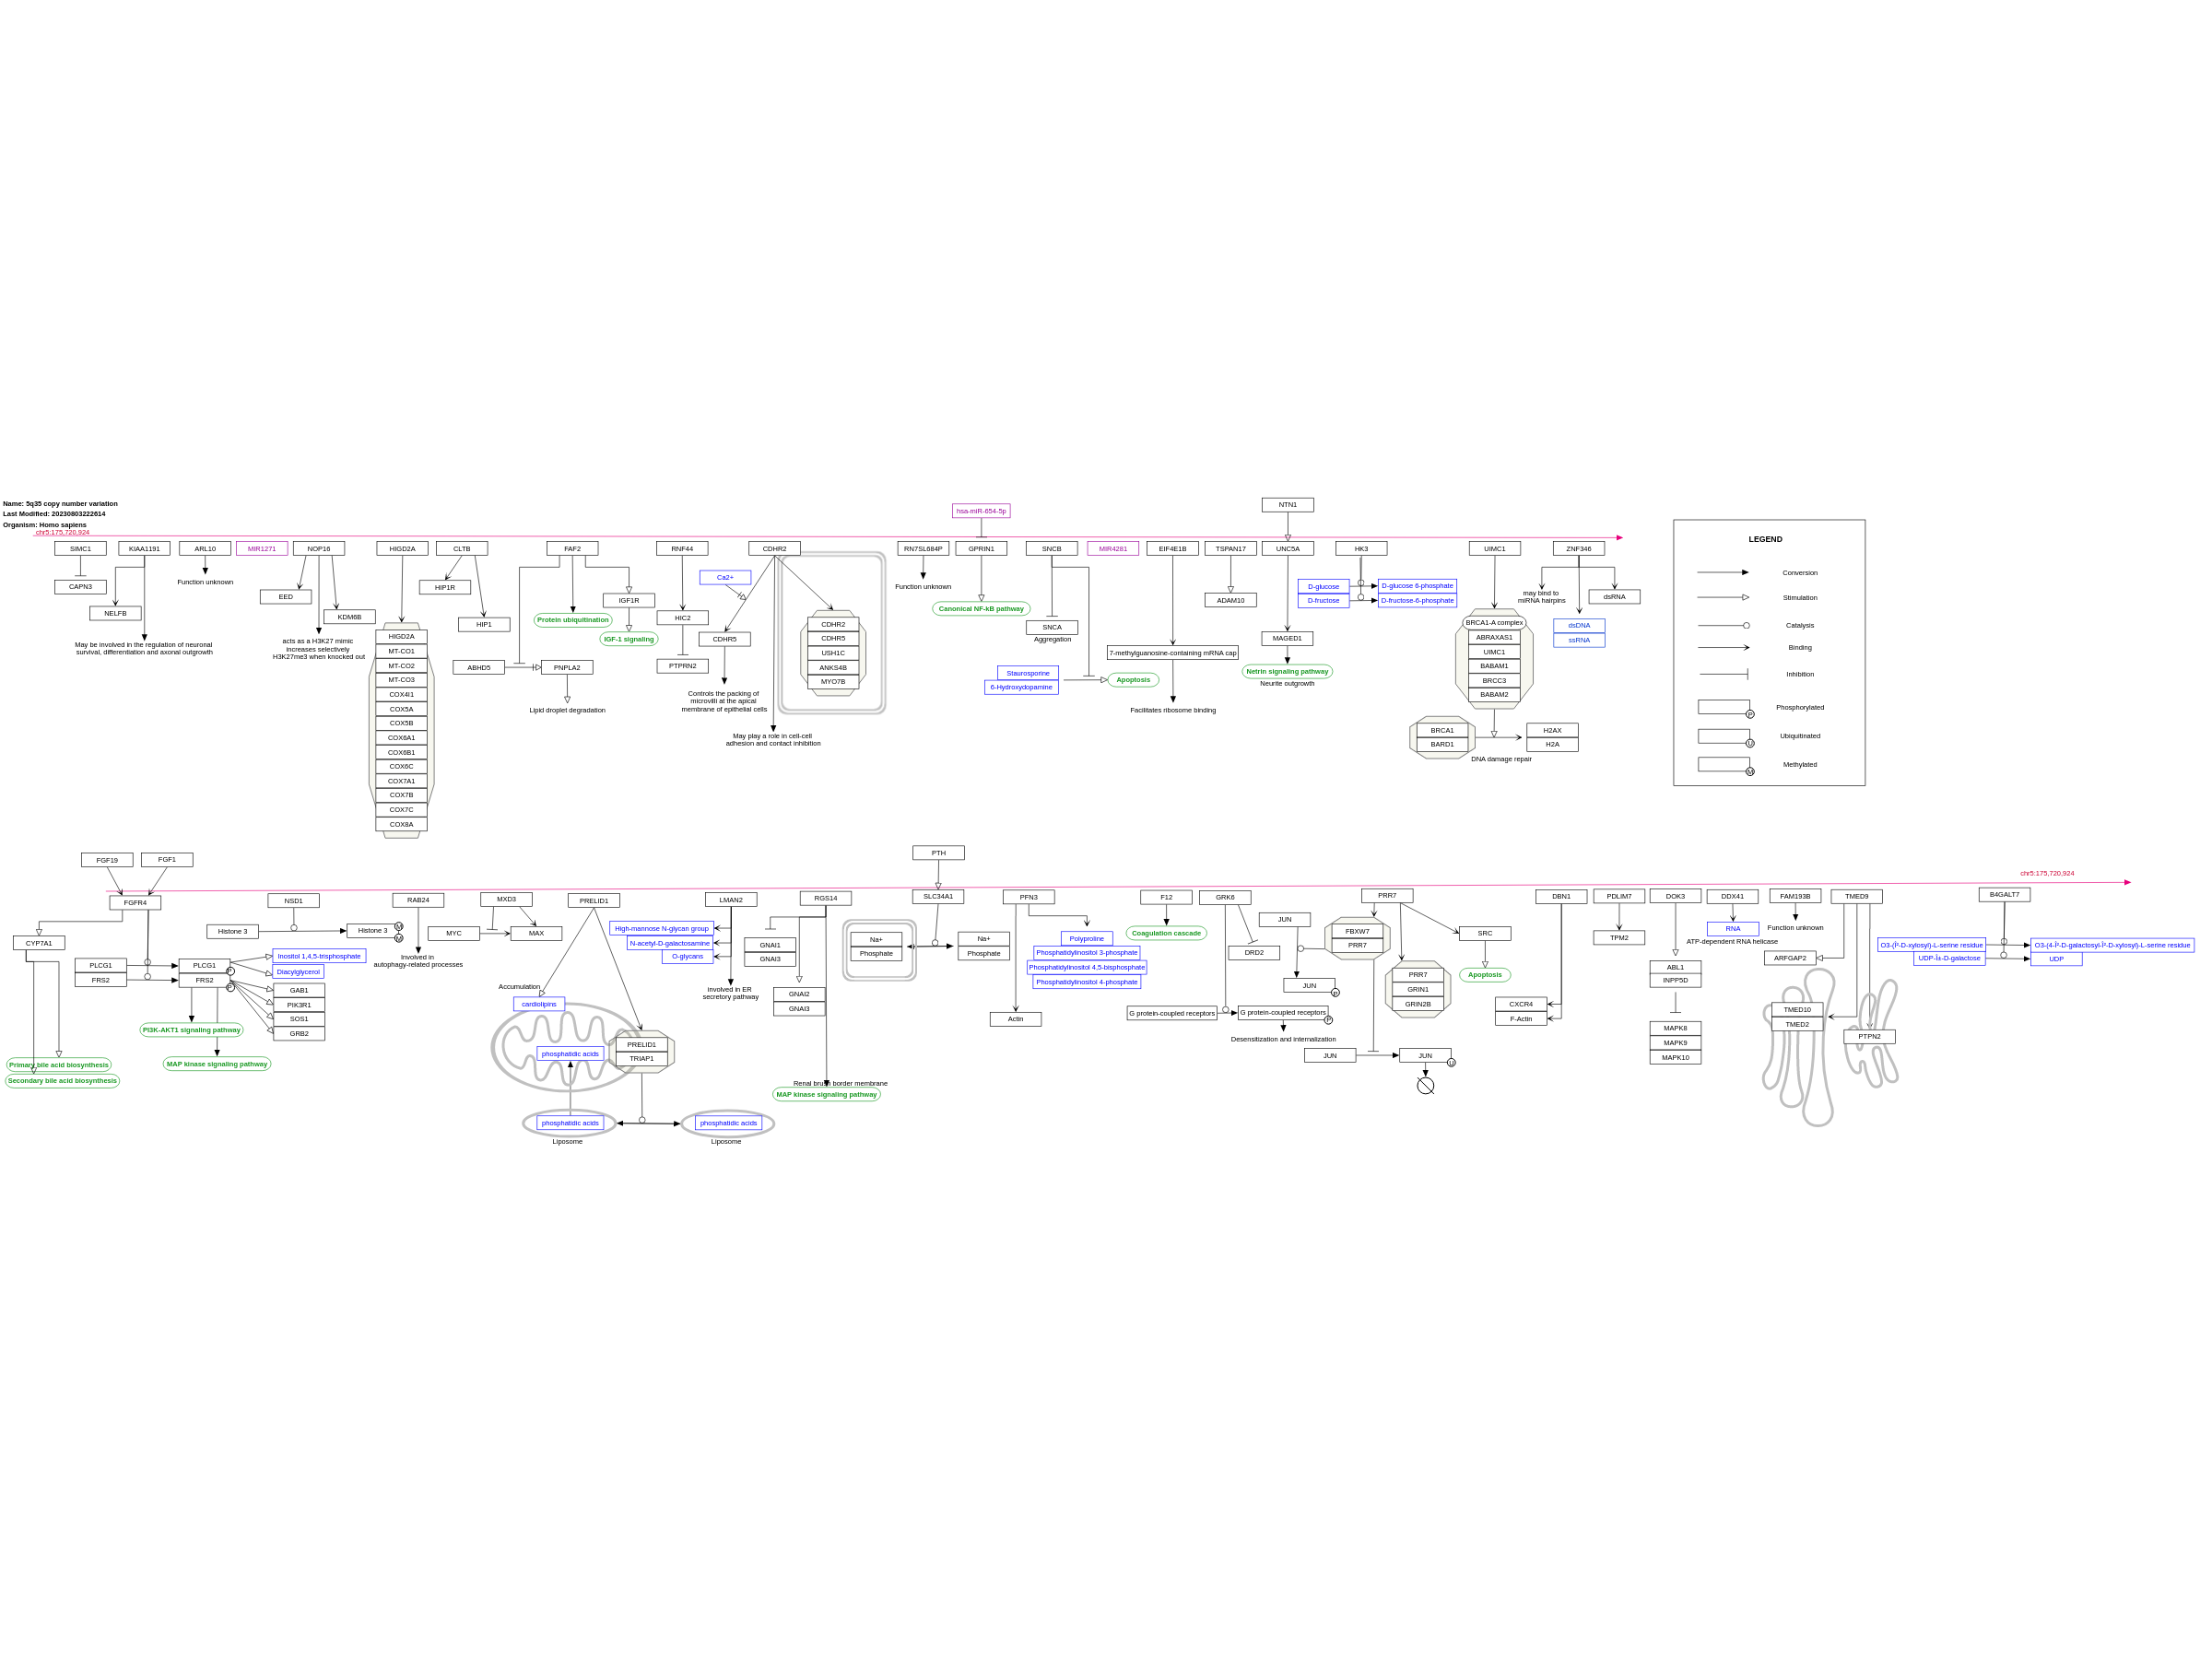 Name: 5q35 copy number variation
Last Modified: 20230803222614
Organism: Homo sapiens
chr5:175,720,924
hsa-miR-654-5p
NTN1
SIMC1
KIAA1191
ARL10
MIR1271
NOP16
HIGD2A
CLTB
FAF2
RNF44
CDHR2
RN7SL684P
GPRIN1
SNCB
MIR4281
EIF4E1B
TSPAN17
UNC5A
HK3
UIMC1
ZNF346
CAPN3
NELFB
Function unknown
May be involved in the regulation of neuronal
survival, differentiation and axonal outgrowth
EED
KDM6B
acts as a H3K27 mimic
increases selectively
H3K27me3 when knocked out
HIGD2A
MT-CO1
MT-CO2
MT-CO3
COX4I1
COX5A
COX5B
COX6A1
COX6B1
COX6C
COX7A1
COX7B
COX7C
COX8A
HIP1R
HIP1
Protein ubiquitination
IGF1R
IGF-1 signaling
ABHD5
PNPLA2
Lipid droplet degradation
HIC2
PTPRN2
Ca2+
CDHR5
Controls the packing of
microvilli at the apical
membrane of epithelial cells
CDHR2
CDHR5
USH1C
ANKS4B
MYO7B
May play a role in cell-cell
adhesion and contact inhibition
Function unknown
Canonical NF-kB pathway
SNCA
Aggregation
Staurosporine
6-Hydroxydopamine
Apoptosis
7-methylguanosine-containing mRNA cap
Facilitates ribosome binding
ADAM10
MAGED1
Netrin signaling pathway
Neurite outgrowth
D-glucose
D-fructose
D-glucose 6-phosphate
D-fructose-6-phosphate
BRCA1-A complex
ABRAXAS1
UIMC1
BABAM1
BRCC3
BABAM2
BRCA1
BARD1
H2AX
H2A
DNA damage repair
may bind to
miRNA hairpins
dsRNA
dsDNA
ssRNA
LEGEND
Conversion
Stimulation
Catalysis
Binding
Inhibition
Phosphorylated
P
Ubiquitinated
U
Methylated
M
FGF19
FGF1
PTH
chr5:175,720,924
FGFR4
NSD1
RAB24
MXD3
PRELID1
LMAN2
RGS14
SLC34A1
PFN3
F12
GRK6
PRR7
DBN1
PDLIM7
DOK3
DDX41
FAM193B
TMED9
B4GALT7
CYP7A1
PLCG1
FRS2
PLCG1
P
FRS2
P
Inositol 1,4,5-trisphosphate
Diacylglycerol
GAB1
PIK3R1
SOS1
GRB2
PI3K-AKT1 signaling pathway
MAP kinase signaling pathway
Primary bile acid biosynthesis
Secondary bile acid biosynthesis
Histone 3
Histone 3
M
M
Involved in
autophagy-related processes
MYC
MAX
Accumulation
cardiolipins
phosphatidic acids
PRELID1
TRIAP1
phosphatidic acids
Liposome
phosphatidic acids
Liposome
High-mannose N-glycan group
N-acetyl-D-galactosamine
O-glycans
involved in ER
secretory pathway
GNAI1
GNAI3
GNAI2
GNAI3
Renal brush border membrane
MAP kinase signaling pathway
Na+
Phosphate
Na+
Phosphate
Polyproline
Phosphatidylinositol 3-phosphate
Phosphatidylinositol 4,5-bisphosphate
Phosphatidylinositol 4-phosphate
Actin
Coagulation cascade
DRD2
G protein-coupled receptors
G protein-coupled receptors
P
Desensitization and internalization
JUN
JUN
P
FBXW7
PRR7
PRR7
GRIN1
GRIN2B
JUN
JUN
U
SRC
Apoptosis
CXCR4
F-Actin
TPM2
ABL1
INPP5D
MAPK8
MAPK9
MAPK10
RNA
ATP-dependent RNA helicase
Function unknown
ARFGAP2
TMED10
TMED2
PTPN2
O3-(Î²-D-xylosyl)-L-serine residue
UDP-Î±-D-galactose
O3-(4-Î²-D-galactosyl-Î²-D-xylosyl)-L-serine residue
UDP